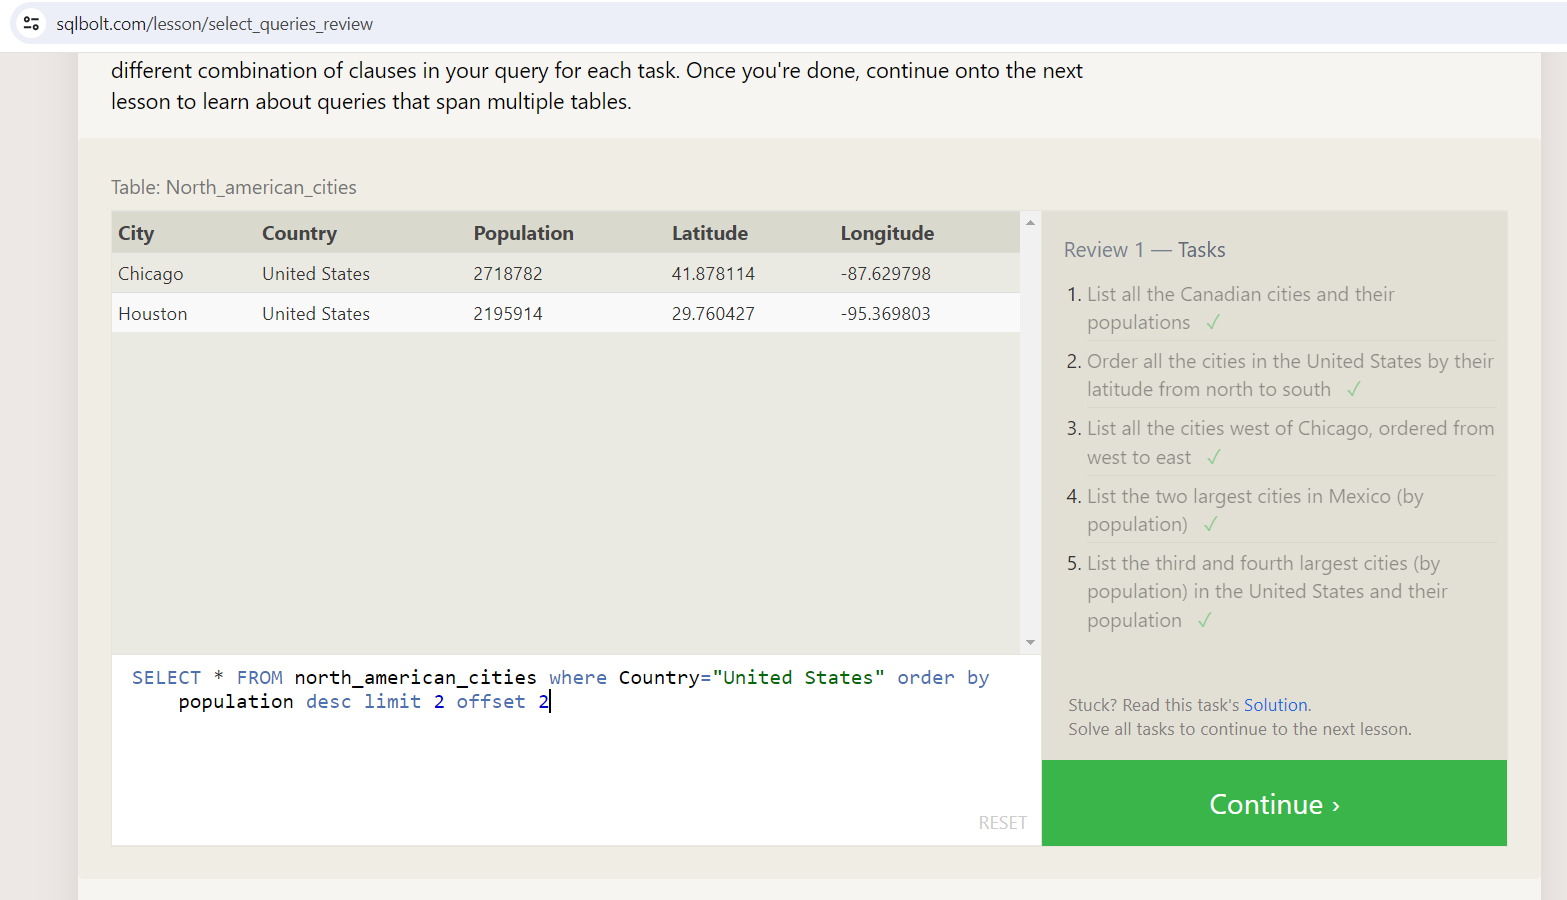 sqlbolt.com/lesson/select_queries_review
different combination of clauses in your query for each task. Once you're done, continue onto the next
lesson to learn about queries that span multiple tables.
Table: North_american_cities
City Country Population Latitude Longitude
Chicago United States 2718782 41.878114 -87.629798
Houston United States 2195914 29.760427 -95.369803
SELECT * FROM north_american_cities where Country="United States" order by
population desc limit 2 offset 2
RESET
Review 1 — Tasks
1. List all the Canadian cities and their
populations ✓
2. Order all the cities in the United States by their
latitude from north to south ✓
3. List all the cities west of Chicago, ordered from
west to east ✓
4. List the two largest cities in Mexico (by
population) ✓
5. List the third and fourth largest cities (by
population) in the United States and their
population ✓
Stuck? Read this task's Solution.
Solve all tasks to continue to the next lesson.
Continue ›